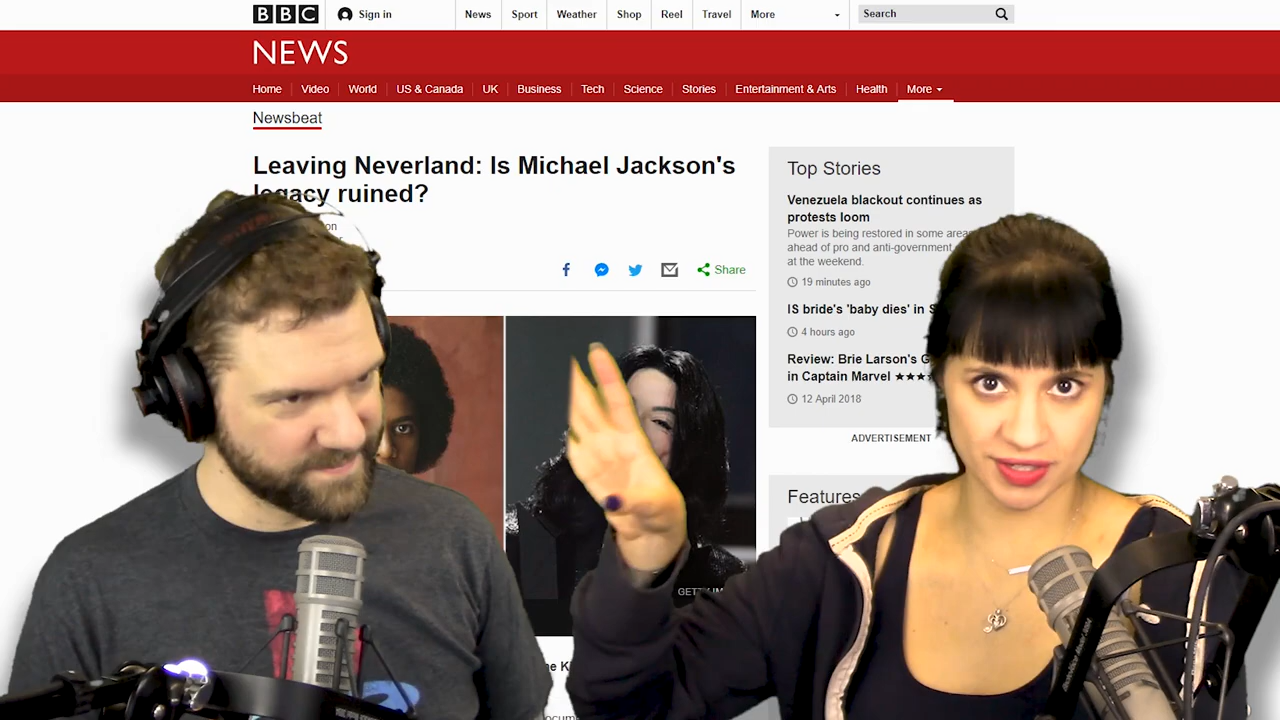 BBC
Sign in
News
Sport
Weather
Shop
Reel
Travel
More
Search
NEWS
Home
Video
World
US & Canada
UK
Business
Tech
Science
Stories
Entertainment & Arts
Health
More
Newsbeat
Leaving Neverland: Is Michael Jackson's
legacy ruined?
Share
Top Stories
Venezuela blackout continues as
protests loom
Power is being restored in some areas
ahead of pro and anti-government
at the weekend.
19 minutes ago
IS bride's 'baby dies' in
4 hours ago
Review: Brie Larson's
in Captain Marvel ★★★
12 April 2018
ADVERTISEMENT
Features